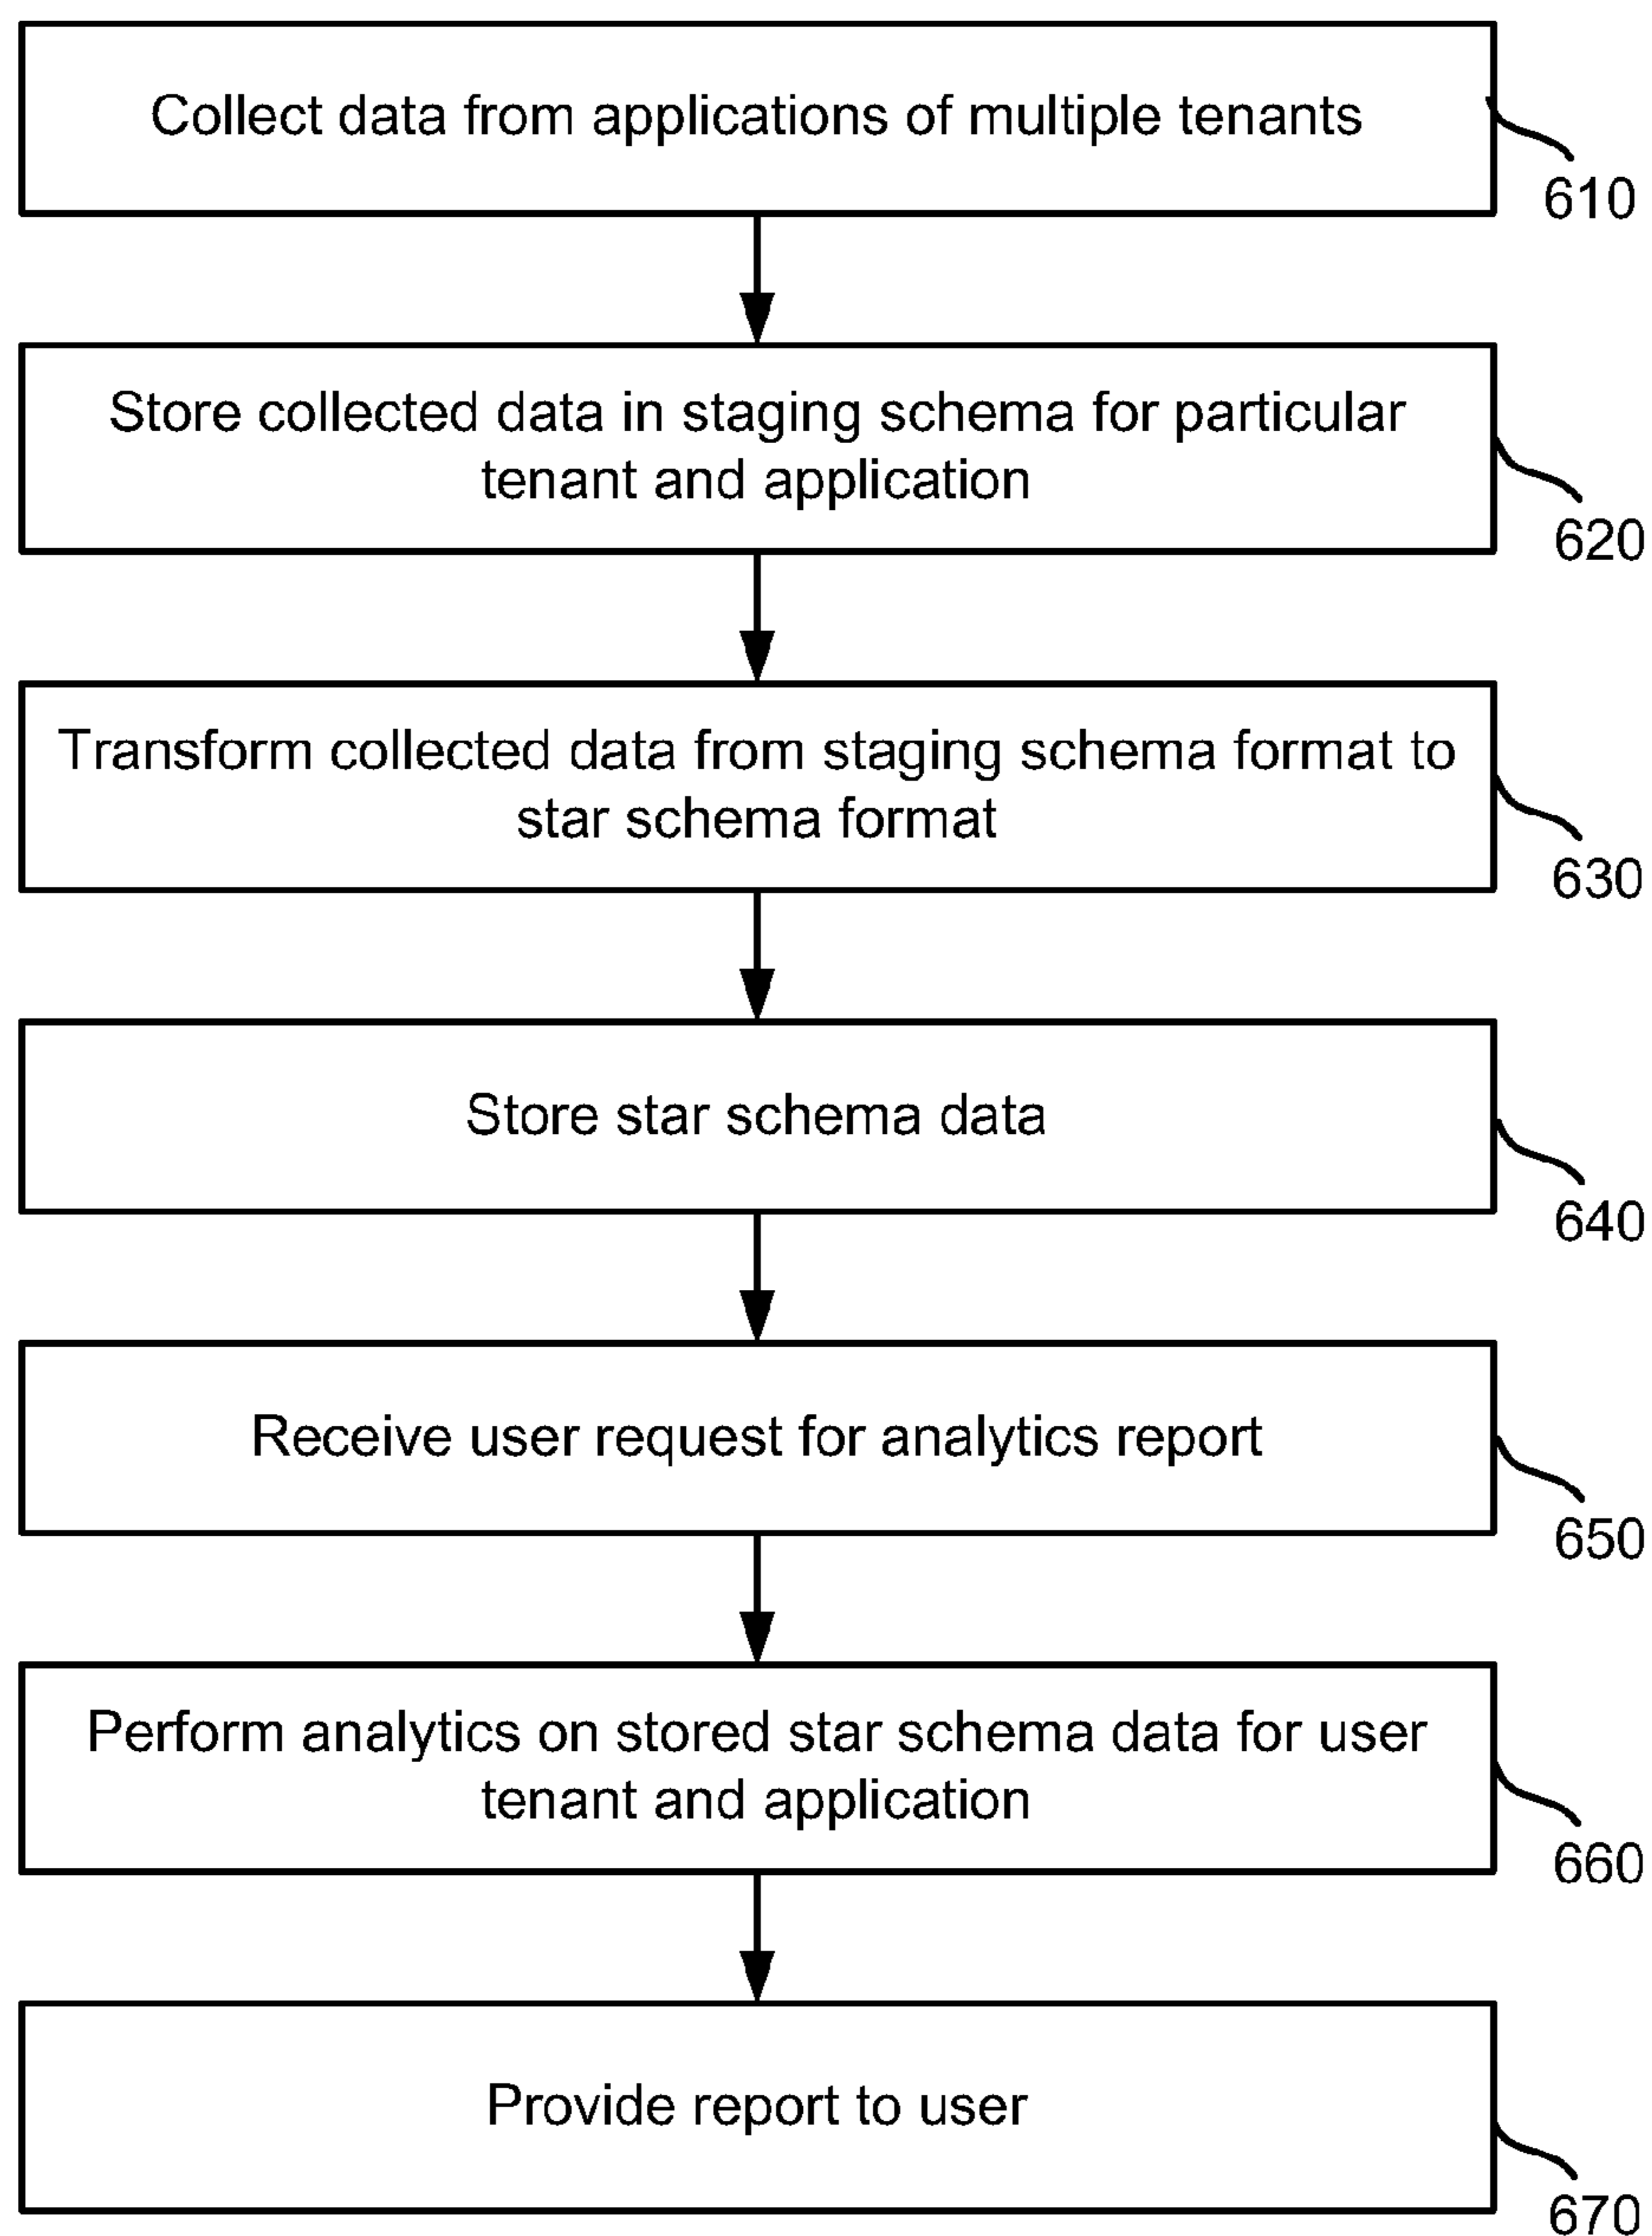 Collect data from applications of multiple tenants
610
Store collected data in staging schema for particular
tenant and application
620
Transform collected data from staging schema format to
star schema format
630
Store star schema data
640
Receive user request for analytics report
650
Perform analytics on stored star schema data for user
tenant and application
660
Provide report to user
670